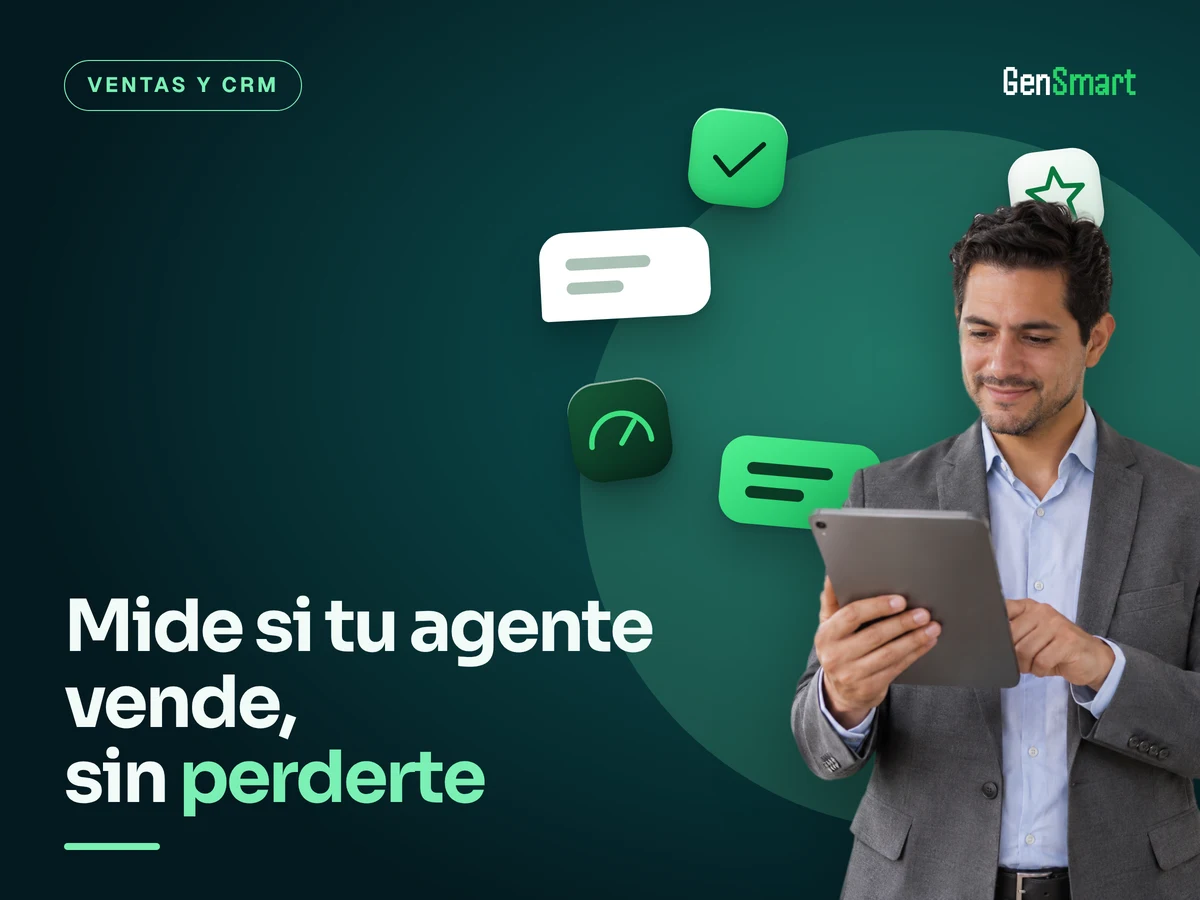 VENTAS Y CRM
GenSmart
Mide si tu agente
vende,
sin perderte